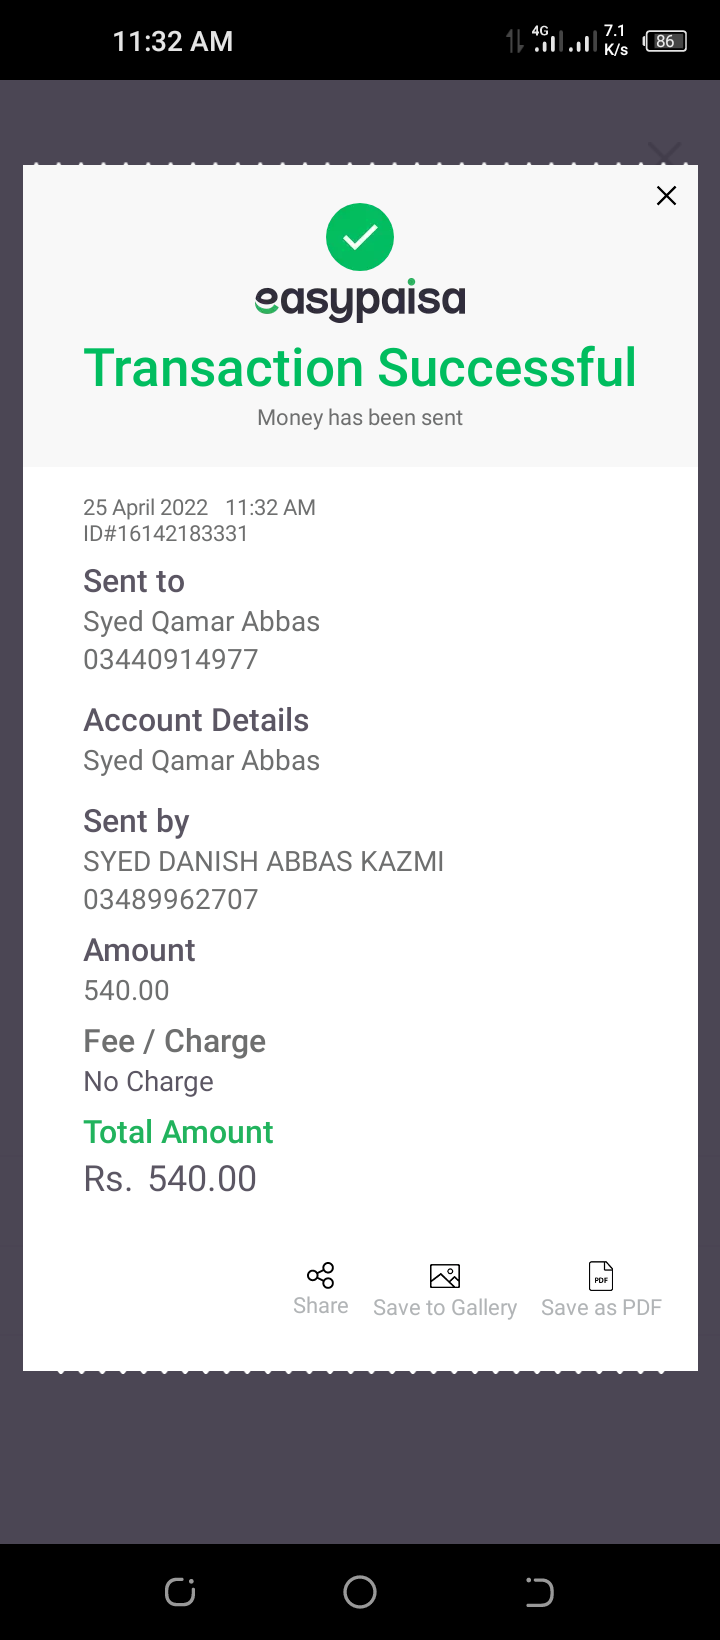 11:32 AM
4G
7.1
K/s
86
easypaisa
Transaction Successful
Money has been sent
25 April 2022 11:32 AM
ID#16142183331
Sent to
Syed Qamar Abbas
03440914977
Account Details
Syed Qamar Abbas
Sent by
SYED DANISH ABBAS KAZMI
03489962707
Amount
540.00
Fee / Charge
No Charge
Total Amount
Rs. 540.00
PDF
Share
Save to Gallery
Save as PDF